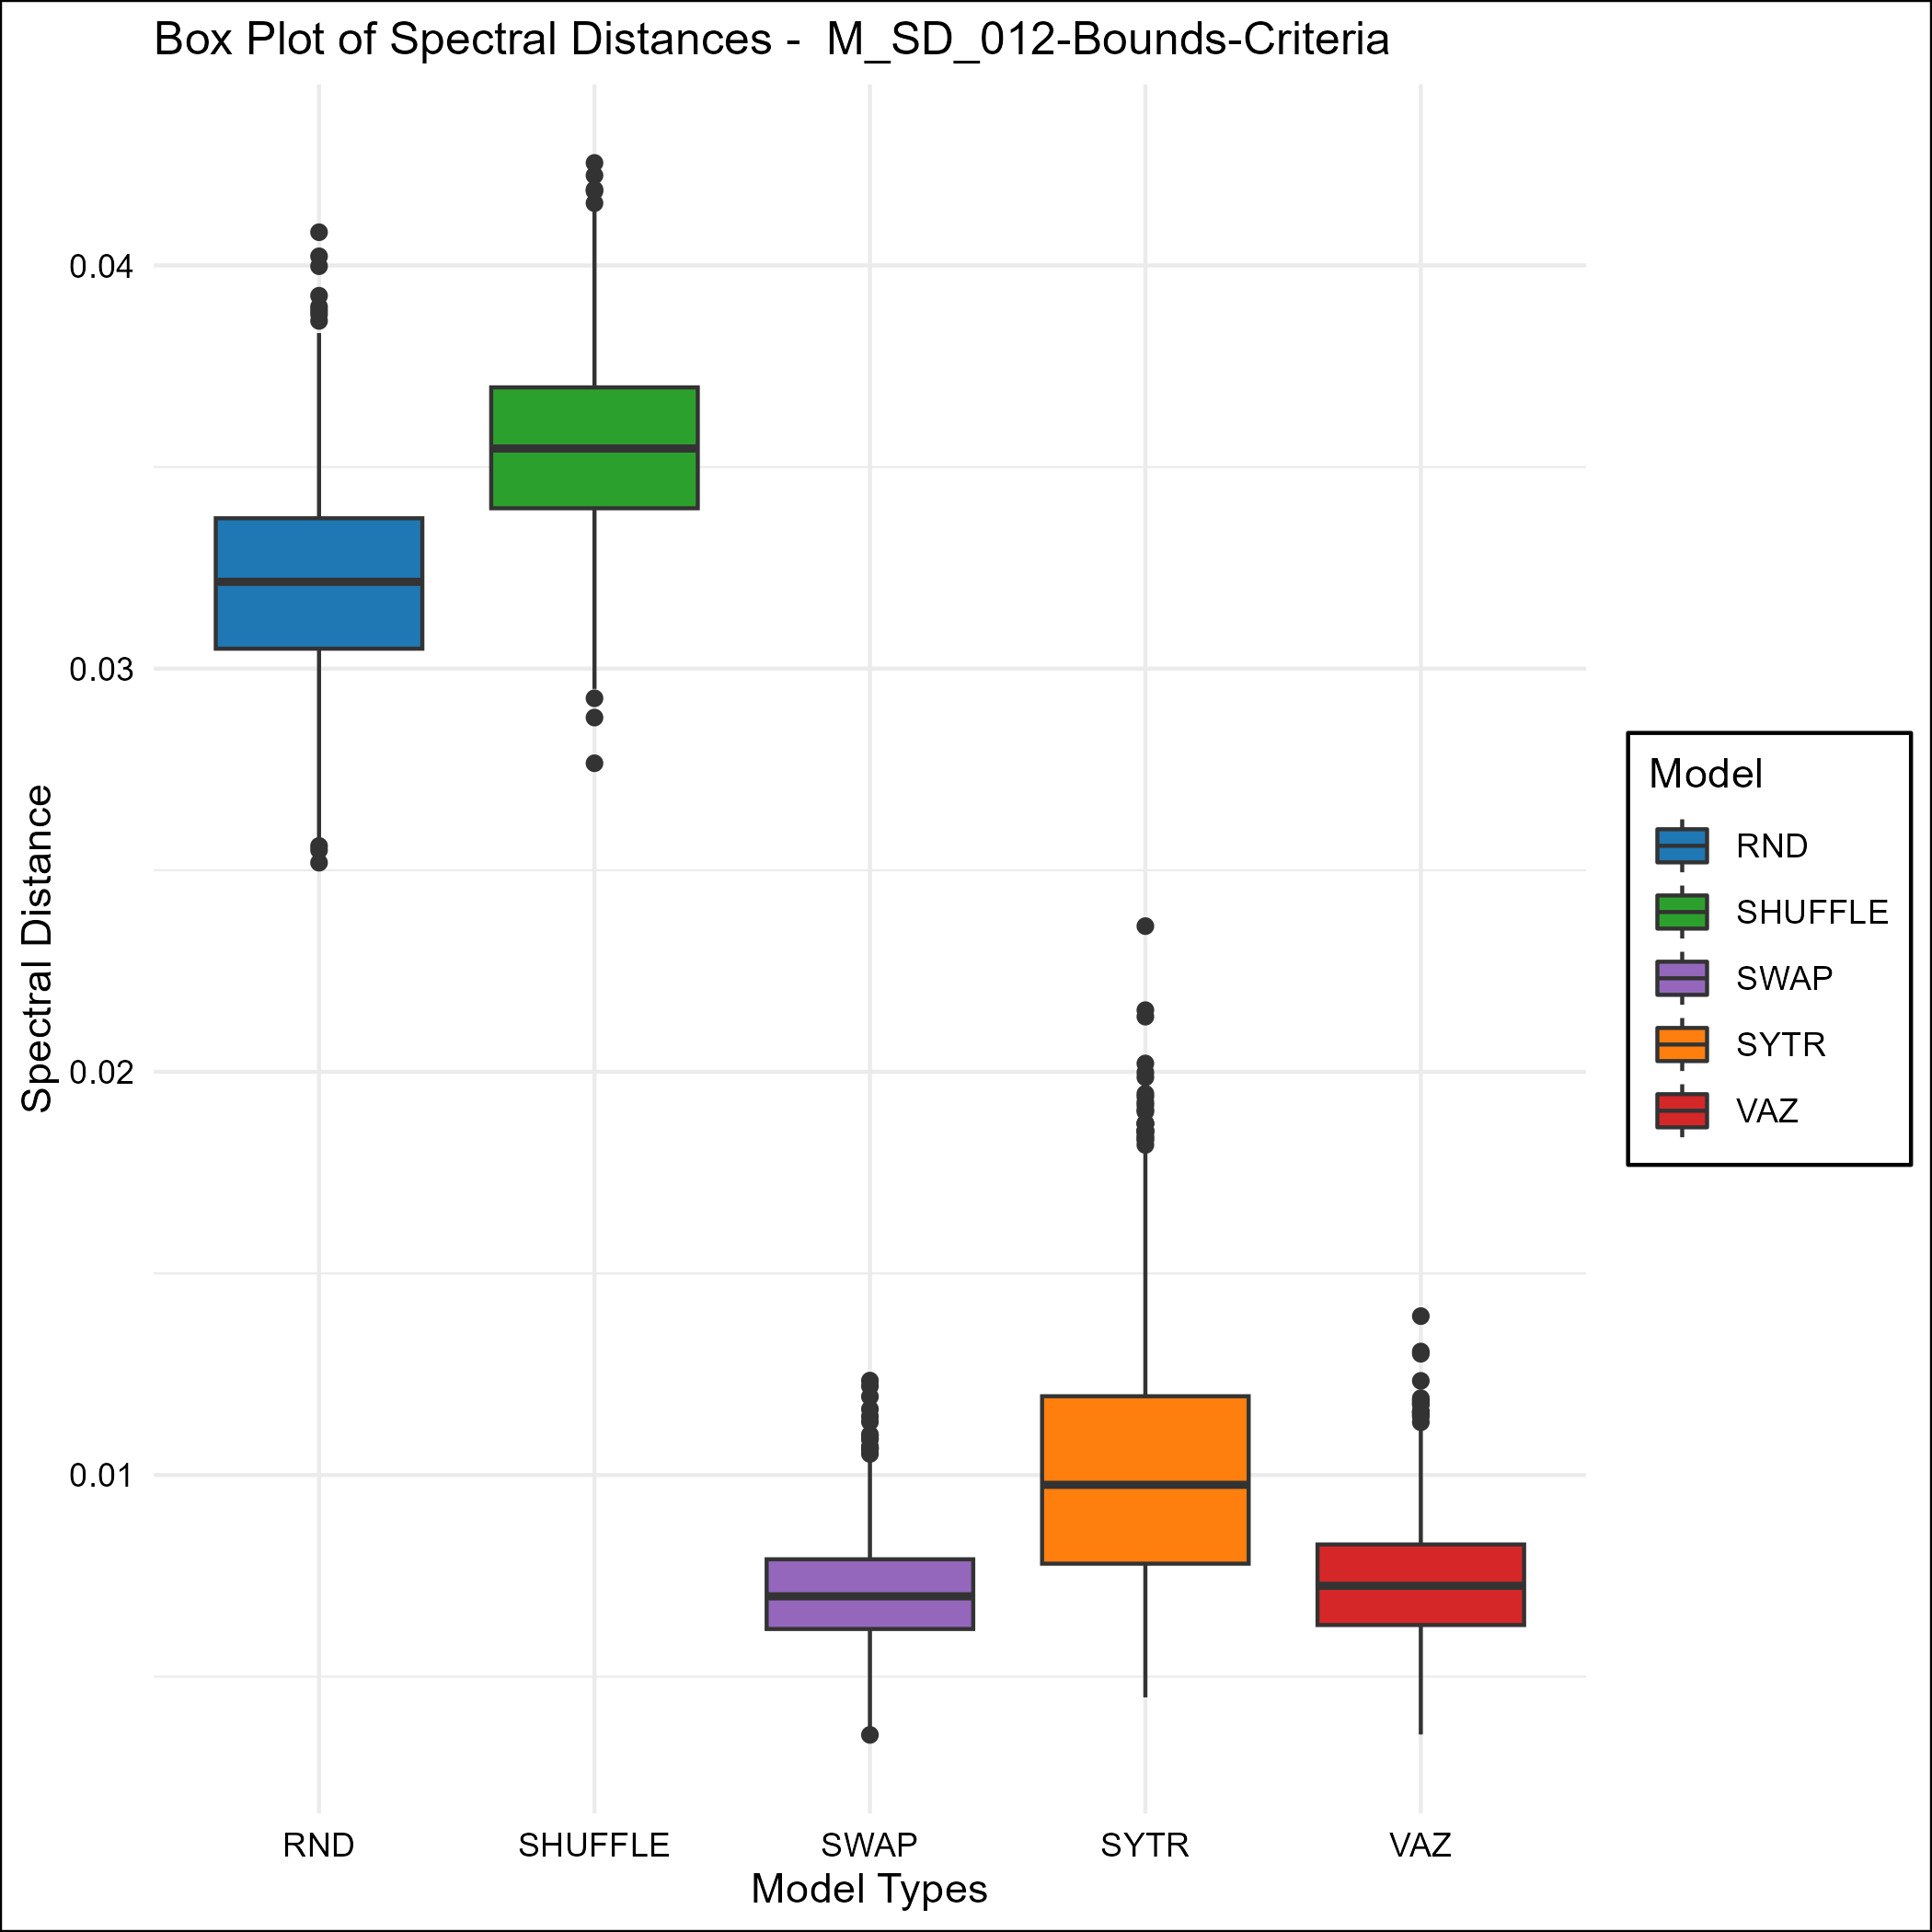 Box Plot of Spectral Distances -  M_SD_012-Bounds-Criteria
0.04
0.03
0.02
0.01
Spectral Distance
RND
SHUFFLE
SWAP
SYTR
VAZ
Model Types
Model
RND
SHUFFLE
SWAP
SYTR
VAZ